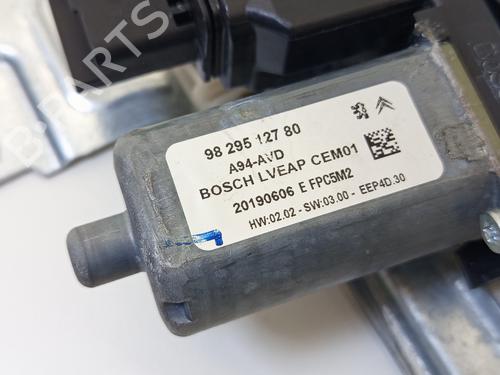 98 295 127 80
A94-AVD
BOSCH LVEAP CEM01
20190606 E FPC5M2
HW:02.02 - SW:03.00 - EEP4D.30
B-PARTS